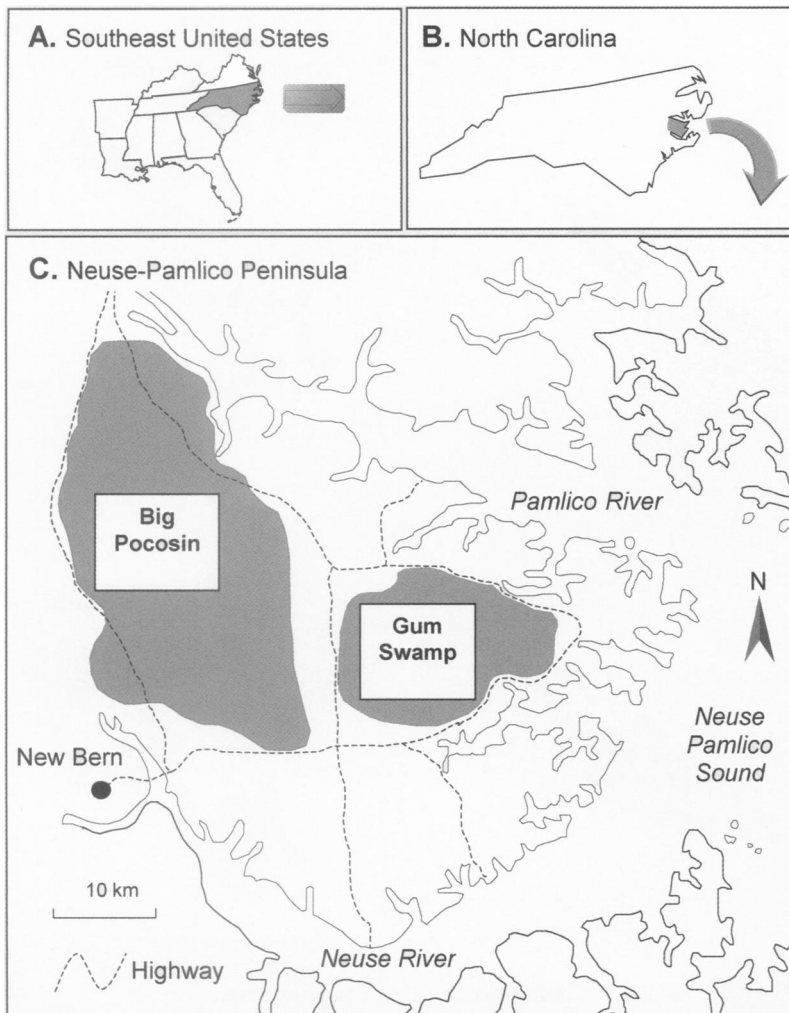 A. Southeast United States
B. North Carolina
C. Neuse-Pamlico Peninsula
Big
Pocosin
Pamlico River
N
Gum
Swamp
Neuse
Pamlico
Sound
New Bern
10 km
Highway
Neuse River